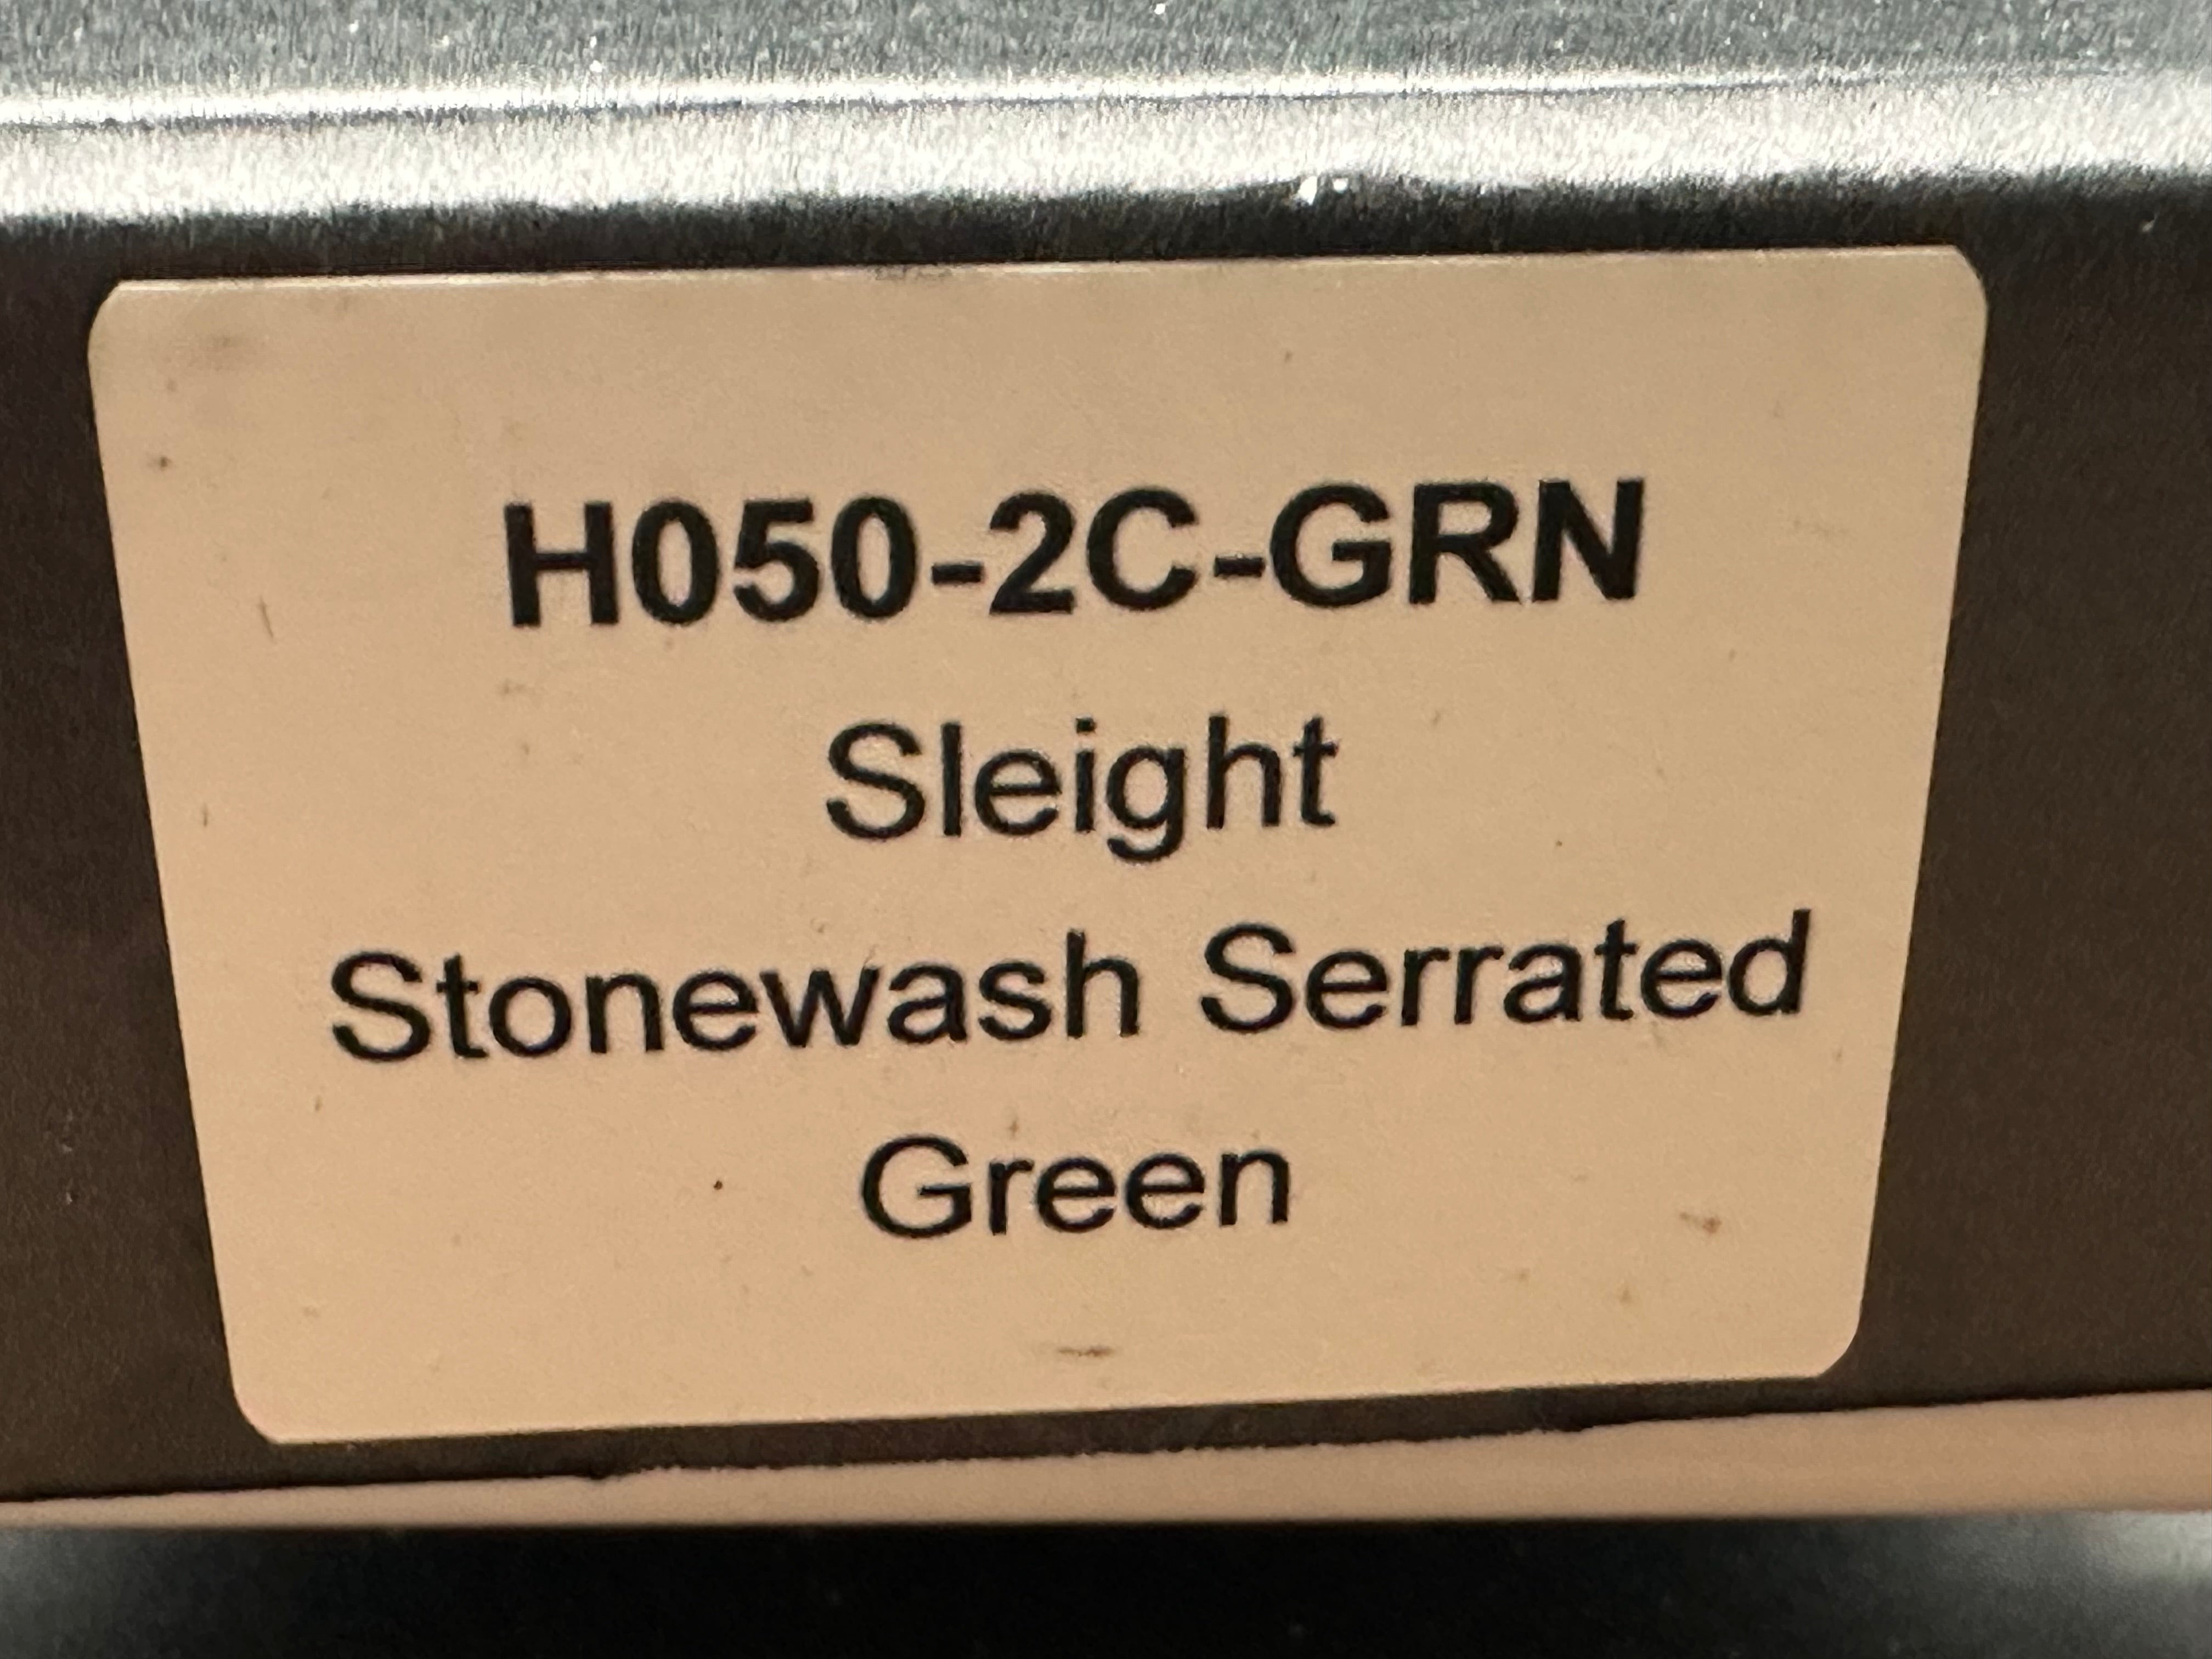 H050-2C-GRN
Sleight
Stonewash Serrated
Green